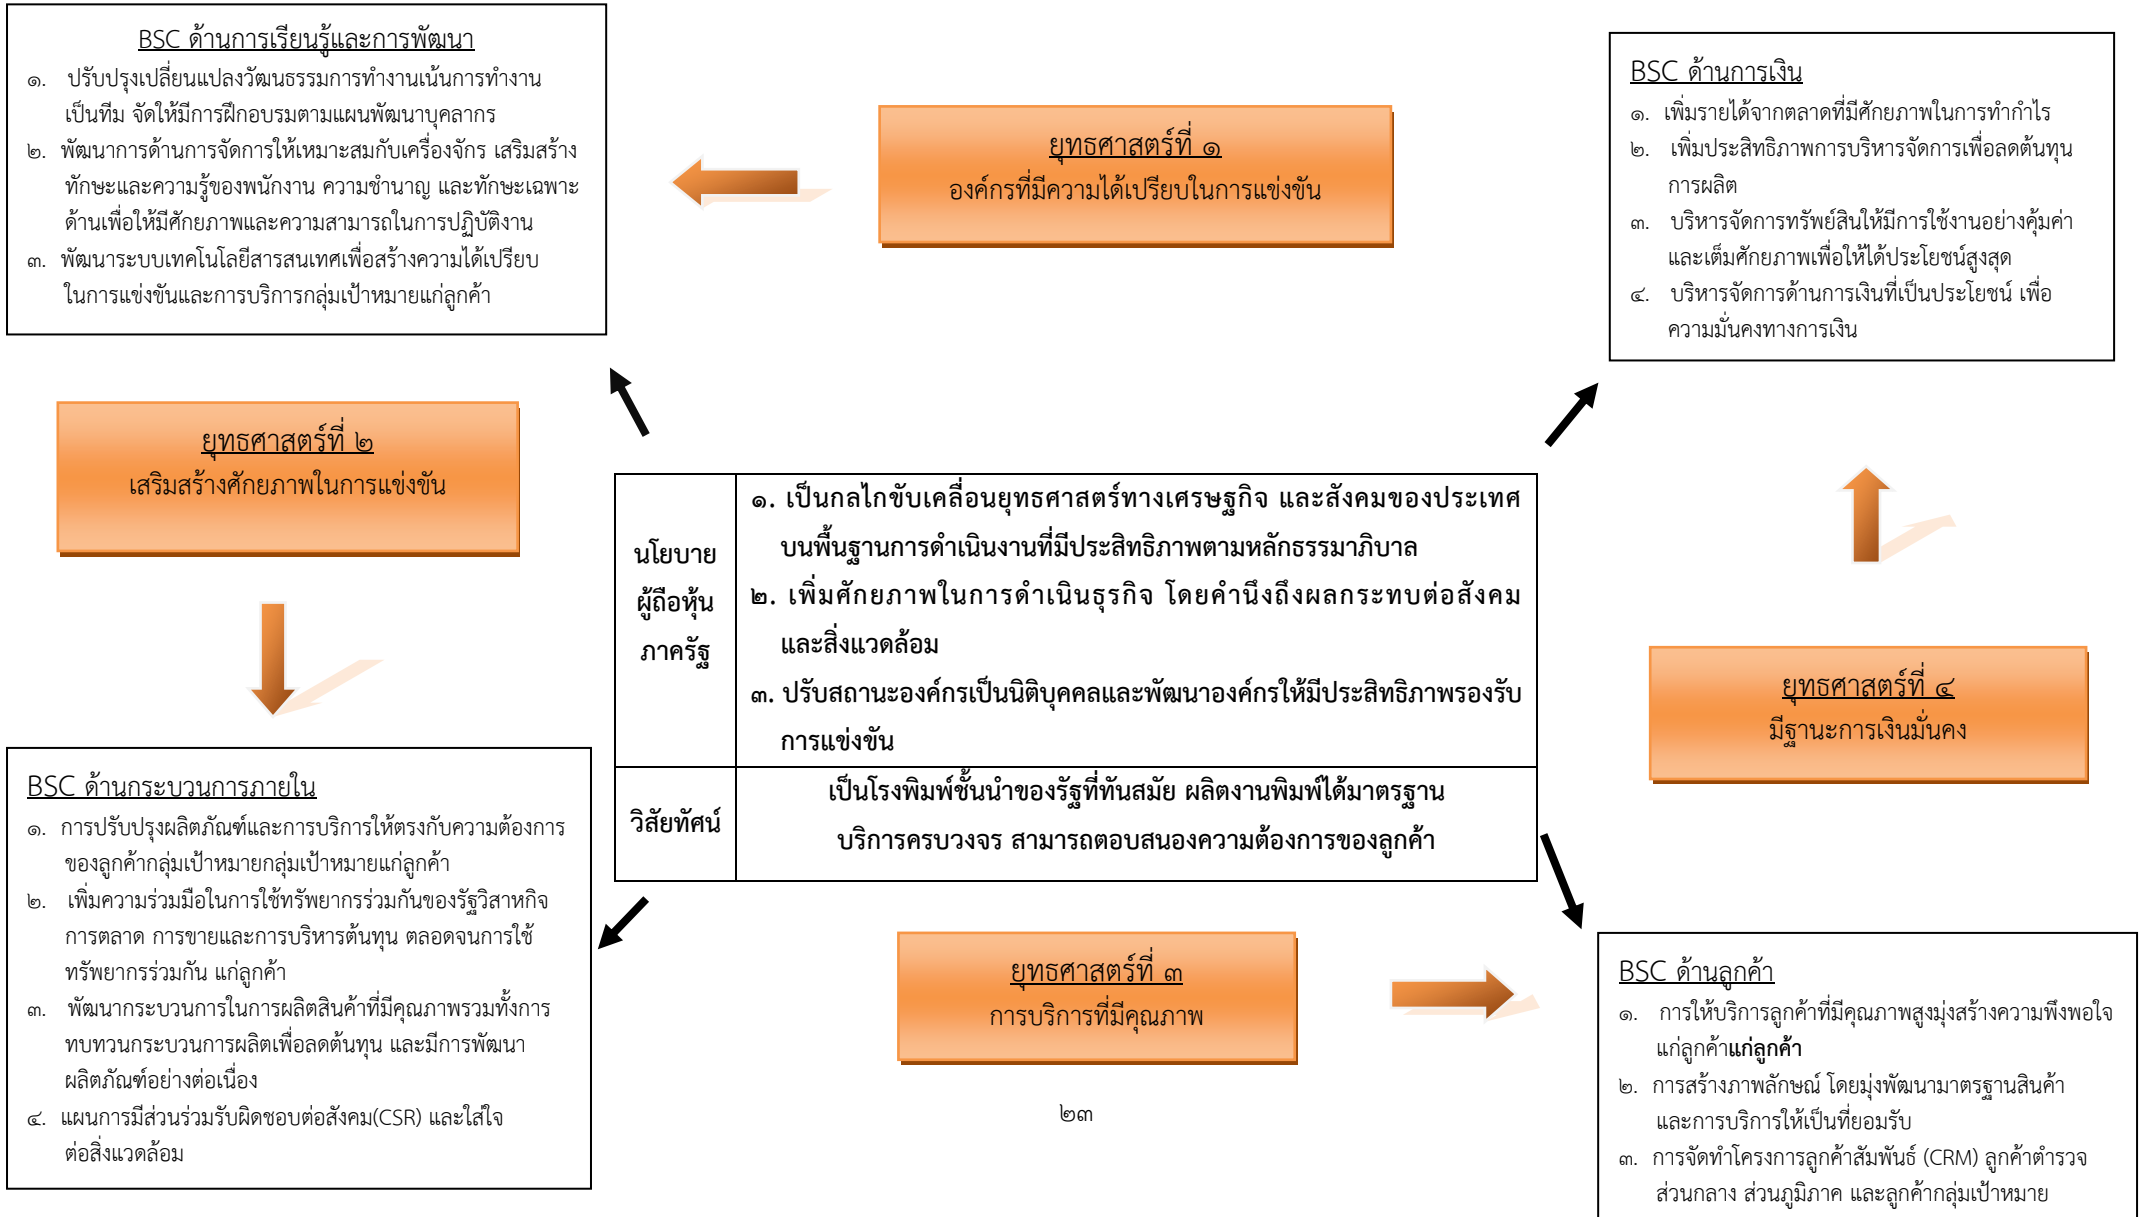 BSC ด้านการเรียนรู้และการพัฒนา
๑. ปรับปรุงเปลี่ยนแปลงวัฒนธรรมการทำงานเน้นการทำงาน
เป็นทีม จัดให้มีการฝึกอบรมตามแผนพัฒนาบุคลากร
๒. พัฒนาการด้านการจัดการให้เหมาะสมกับเครื่องจักร เสริมสร้าง
ทักษะและความรู้ของพนักงาน ความชำนาญ และทักษะเฉพาะ
ด้านเพื่อให้มีศักยภาพและความสามารถในการปฏิบัติงาน
๓. พัฒนาระบบเทคโนโลยีสารสนเทศเพื่อสร้างความได้เปรียบ
ในการแข่งขันและการบริการกลุ่มเป้าหมายแก่ลูกค้า
ยุทธศาสตร์ที่ ๑
องค์กรที่มีความได้เปรียบในการแข่งขัน
BSC ด้านการเงิน
๑. เพิ่มรายได้จากตลาดที่มีศักยภาพในการทำกำไร
๒. เพิ่มประสิทธิภาพการบริหารจัดการเพื่อลดต้นทุน
การผลิต
๓. บริหารจัดการทรัพย์สินให้มีการใช้งานอย่างคุ้มค่า
และเต็มศักยภาพเพื่อให้ได้ประโยชน์สูงสุด
๔. บริหารจัดการด้านการเงินที่เป็นประโยชน์ เพื่อ
ความมั่นคงทางการเงิน
ยุทธศาสตร์ที่ ๒
เสริมสร้างศักยภาพในการแข่งขัน
นโยบาย
ผู้ถือหุ้น
ภาครัฐ
๑. เป็นกลไกขับเคลื่อนยุทธศาสตร์ทางเศรษฐกิจ และสังคมของประเทศ
บนพื้นฐานการดำเนินงานที่มีประสิทธิภาพตามหลักธรรมาภิบาล
๒. เพิ่มศักยภาพในการดำเนินธุรกิจ โดยคำนึงถึงผลกระทบต่อสังคม
และสิ่งแวดล้อม
๓. ปรับสถานะองค์กรเป็นนิติบุคคลและพัฒนาองค์กรให้มีประสิทธิภาพรองรับ
การแข่งขัน
วิสัยทัศน์
เป็นโรงพิมพ์ชั้นนำของรัฐที่ทันสมัย ผลิตงานพิมพ์ได้มาตรฐาน
บริการครบวงจร สามารถตอบสนองความต้องการของลูกค้า
ยุทธศาสตร์ที่ ๔
มีฐานะการเงินมั่นคง
BSC ด้านกระบวนการภายใน
๑. การปรับปรุงผลิตภัณฑ์และการบริการให้ตรงกับความต้องการ
ของลูกค้ากลุ่มเป้าหมายกลุ่มเป้าหมายแก่ลูกค้า
๒. เพิ่มความร่วมมือในการใช้ทรัพยากรร่วมกันของรัฐวิสาหกิจ
การตลาด การขายและการบริหารต้นทุน ตลอดจนการใช้
ทรัพยากรร่วมกัน แก่ลูกค้า
๓. พัฒนากระบวนการในการผลิตสินค้าที่มีคุณภาพรวมทั้งการ
ทบทวนกระบวนการผลิตเพื่อลดต้นทุน และมีการพัฒนา
ผลิตภัณฑ์อย่างต่อเนื่อง
๔. แผนการมีส่วนร่วมรับผิดชอบต่อสังคม(CSR) และใส่ใจ
ต่อสิ่งแวดล้อม
ยุทธศาสตร์ที่ ๓
การบริการที่มีคุณภาพ
BSC ด้านลูกค้า
๑. การให้บริการลูกค้าที่มีคุณภาพสูงมุ่งสร้างความพึงพอใจ
แก่ลูกค้าแก่ลูกค้า
๒. การสร้างภาพลักษณ์ โดยมุ่งพัฒนามาตรฐานสินค้า
และการบริการให้เป็นที่ยอมรับ
๓. การจัดทำโครงการลูกค้าสัมพันธ์ (CRM) ลูกค้าตำรวจ
ส่วนกลาง ส่วนภูมิภาค และลูกค้ากลุ่มเป้าหมาย
๒๓